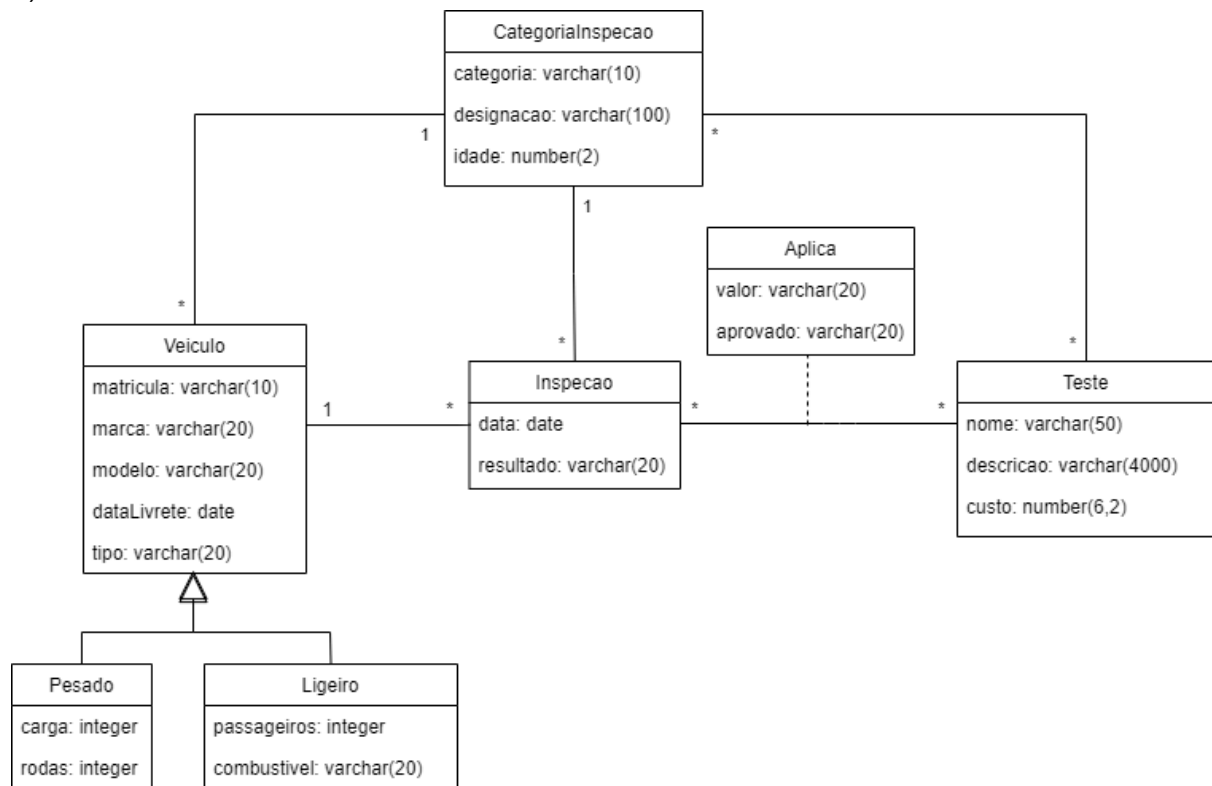 )
CategoriaInspecao
categoria: varchar(10)
designacao: varchar(100)
idade: number(2)
1
*
1
Aplica
valor: varchar(20)
aprovado: varchar(20)
*
Veiculo
matricula: varchar(10)
marca: varchar(20)
modelo: varchar(20)
dataLivrete: date
tipo: varchar(20)
1
*
*
Inspecao
data: date
resultado: varchar(20)
*
*
*
Teste
nome: varchar(50)
descricao: varchar(4000)
custo: number(6,2)
Pesado
carga: integer
rodas: integer
Ligeiro
passageiros: integer
combustivel: varchar(20)